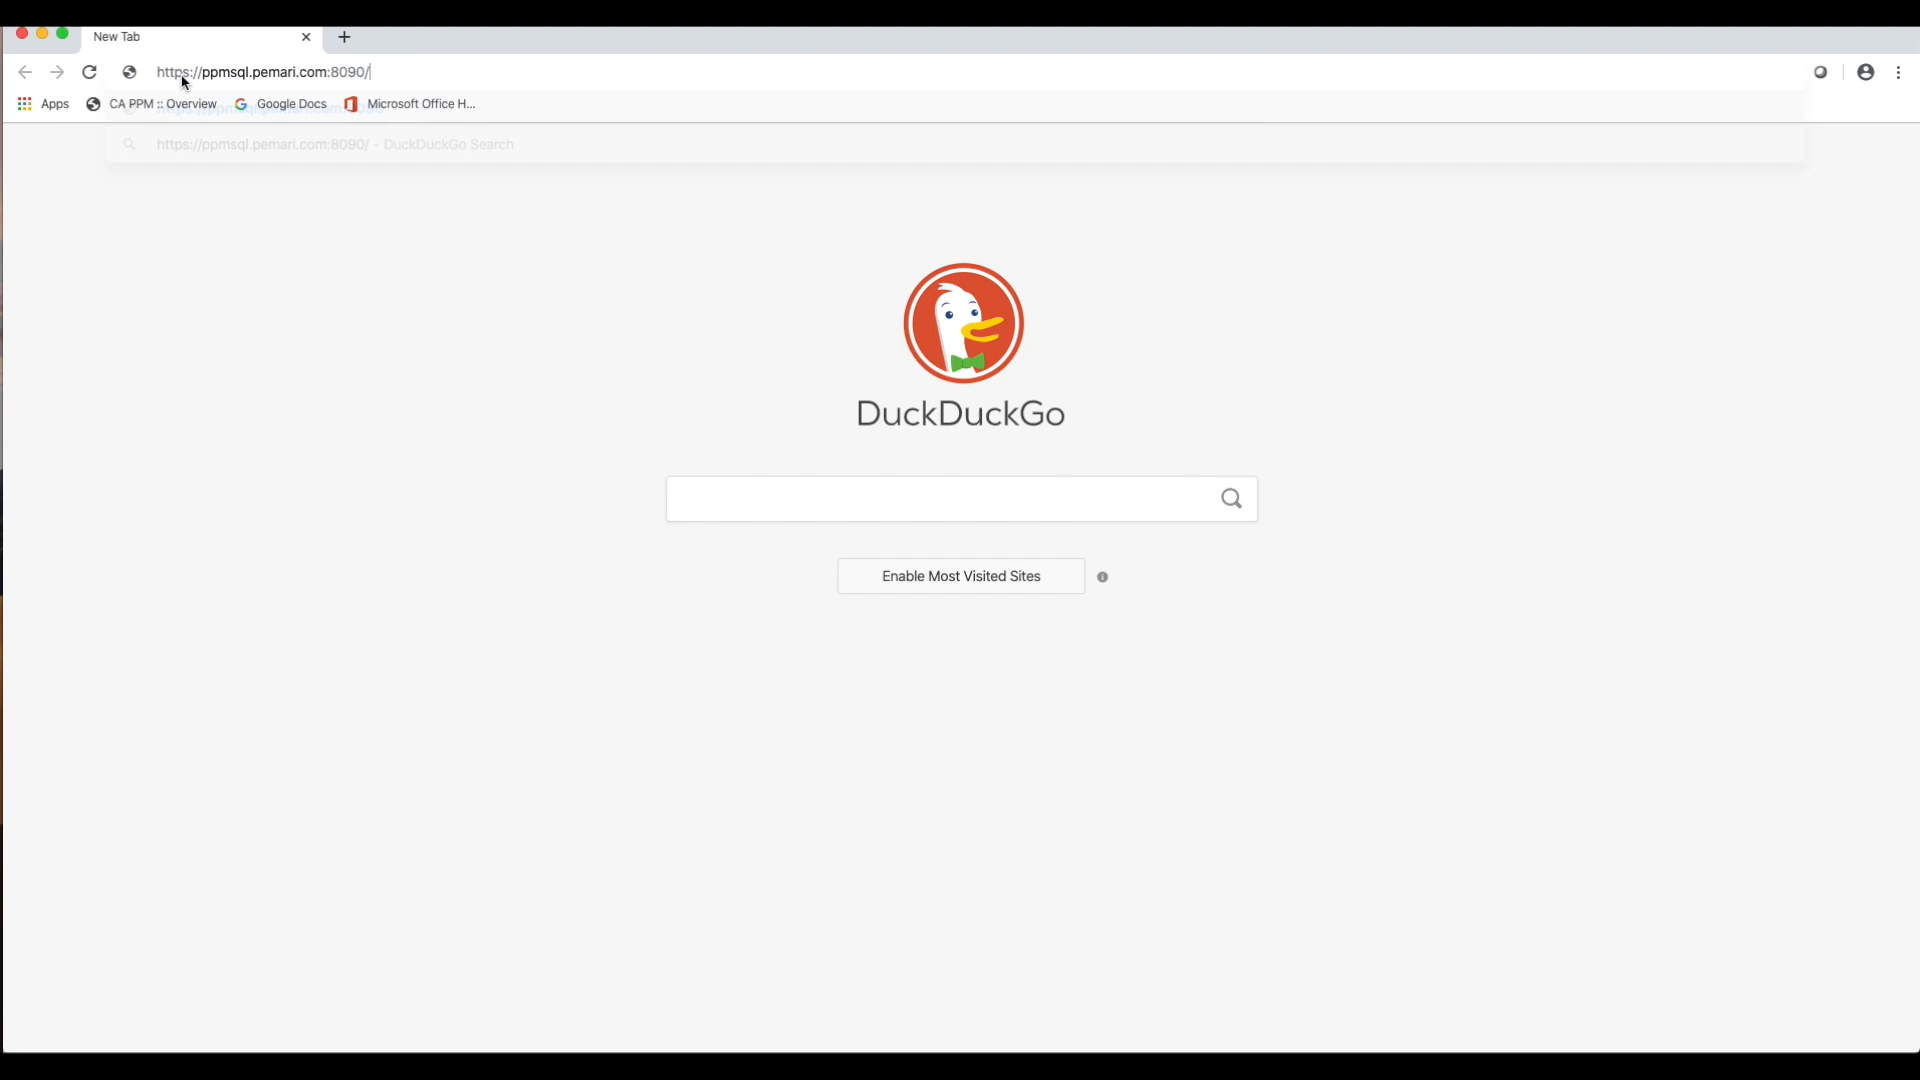 New Tab
https://ppmsql.pemari.com:8090/
Apps CA PPM :: Overview Google Docs Microsoft Office H...
https://ppmsql.pemari.com:8090/ - DuckDuckGo Search
DuckDuckGo
Enable Most Visited Sites